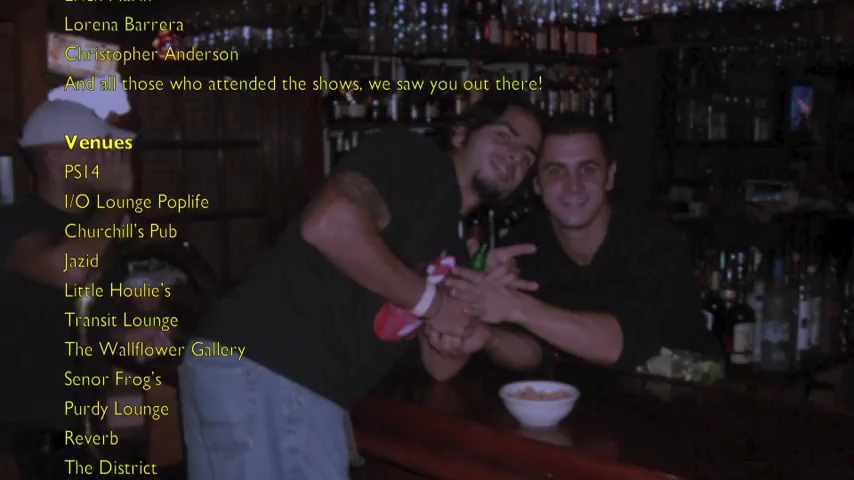 Lorena Barrera
Christopher Anderson
And all those who attended the shows, we saw you out there!
Venues
PS14
I/O Lounge Poplife
Churchill's Pub
Jazid
Little Houlie's
Transit Lounge
The Wallflower Gallery
Senor Frog's
Purdy Lounge
Reverb
The District